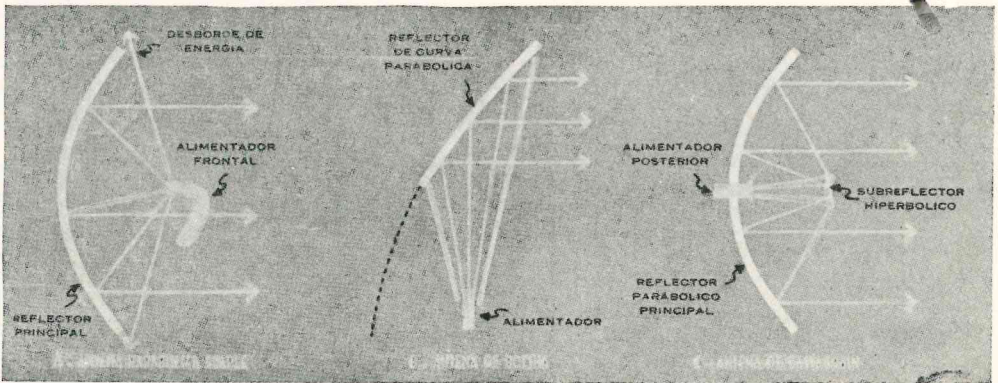 DESBORDE DE
ENERGIA
ALIMENTADOR
FRONTAL
REFLECTOR
PRINCIPAL
REFLECTOR
DE CURVA
PARABOLICA
ALIMENTADOR
ALIMENTADOR
POSTERIOR
SUBREFLECTOR
HIPERBOLICO
REFLECTOR
PARABOLICO
PRINCIPAL